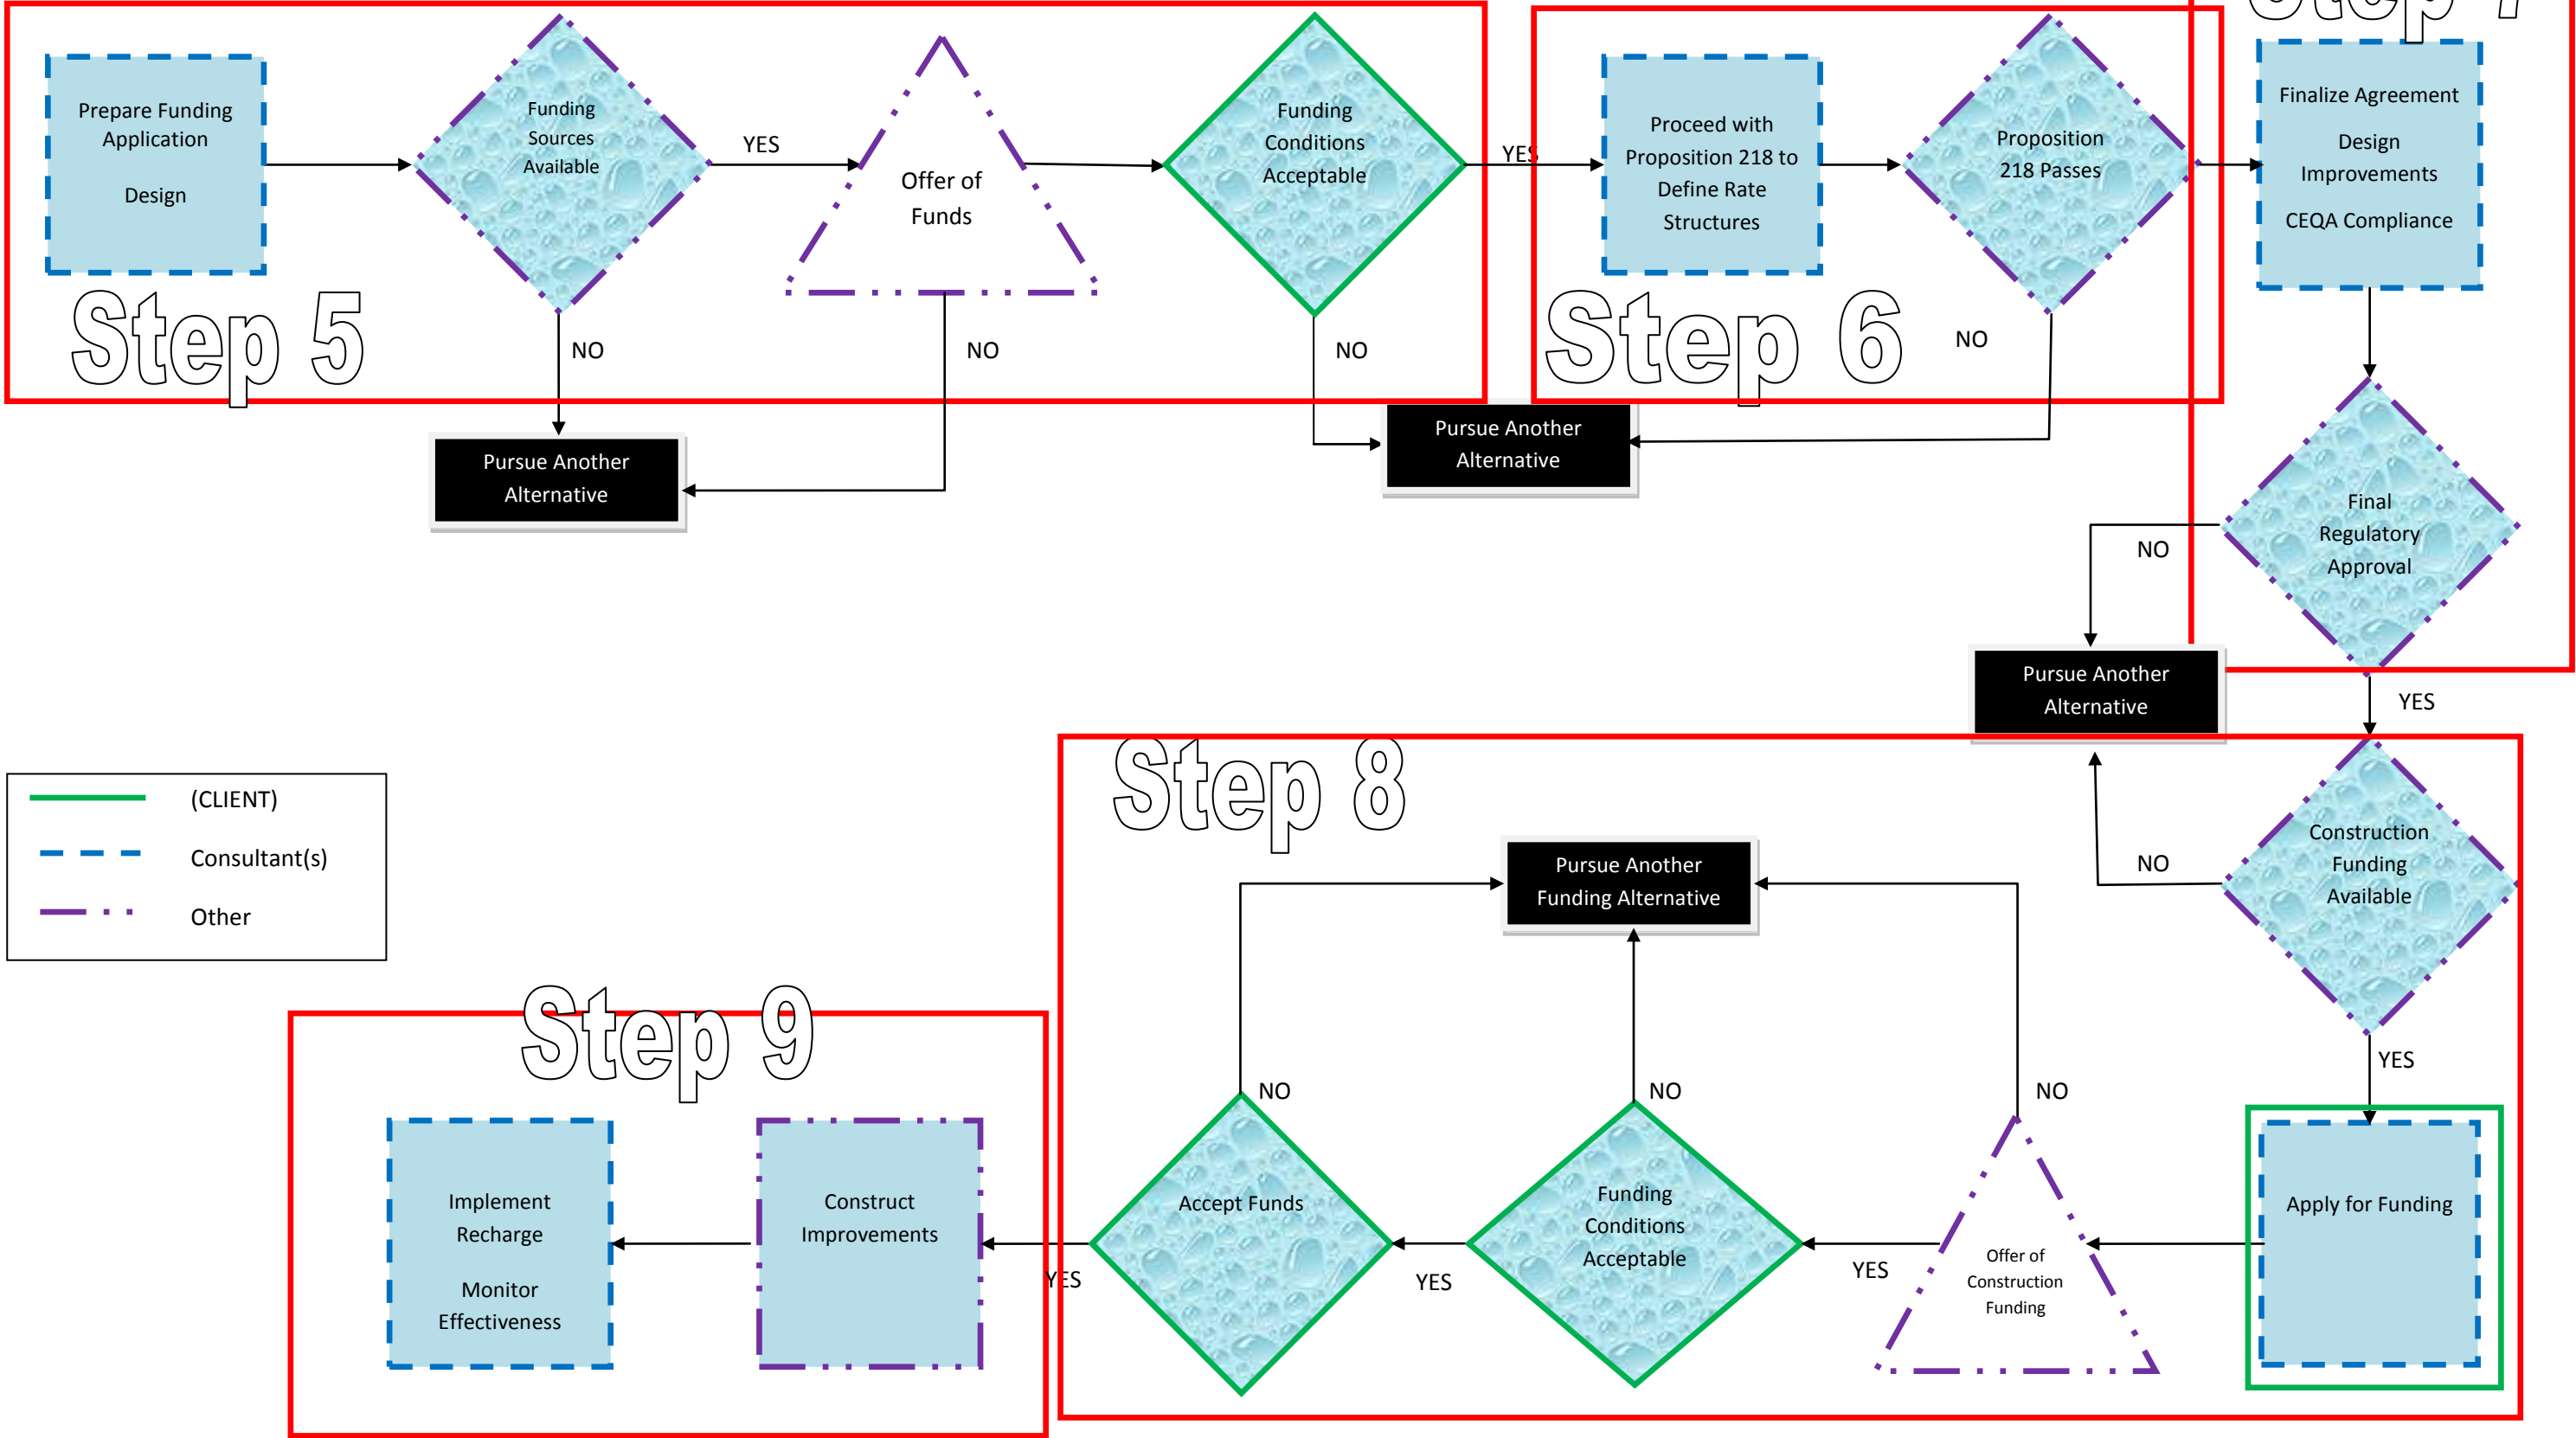 Step 7
Prepare Funding
Application
Design
Funding
Sources
Available
YES
Offer of
Funds
Funding
Conditions
Acceptable
YES
Proceed with
Proposition 218 to
Define Rate
Structures
Proposition
218 Passes
Finalize Agreement
Design
Improvements
CEQA Compliance
Step 5
NO
NO
NO
Step 6
NO
Pursue Another
Alternative
Pursue Another
Alternative
Final
Regulatory
Approval
NO
Pursue Another
Alternative
YES
(CLIENT)
Consultant(s)
Other
Step 8
Construction
Funding
Available
NO
Pursue Another
Funding Alternative
YES
Step 9
NO
NO
NO
Apply for Funding
Offer of
Construction
Funding
YES
Funding
Conditions
Acceptable
YES
Accept Funds
YES
Construct
Improvements
Implement
Recharge
Monitor
Effectiveness